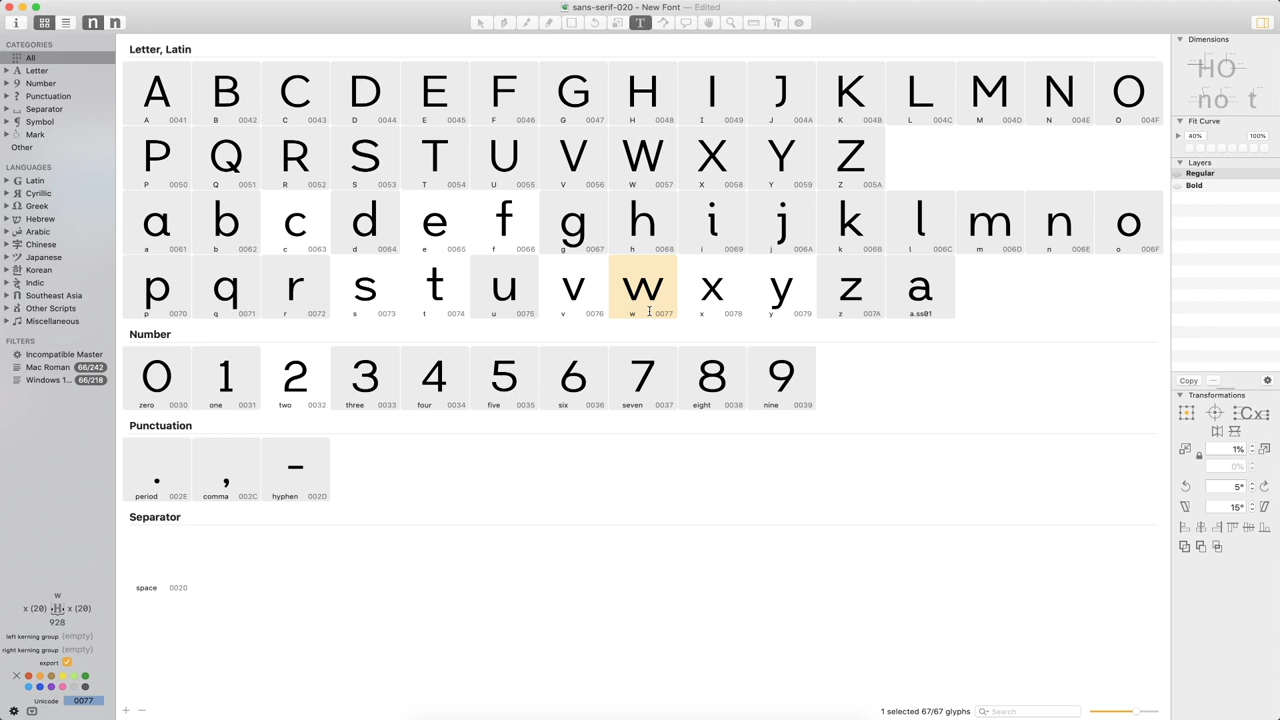 sans-serif-020 - New Font — Edited
CATEGORIES
All
Letter
Number
Punctuation
Separator
Symbol
Mark
Other
LANGUAGES
Latin
Cyrillic
Greek
Hebrew
Arabic
Chinese
Japanese
Korean
Indic
Southeast Asia
Other Scripts
Miscellaneous
FILTERS
Incompatible Master
Mac Roman 66/242
Windows 1... 66/218
w
x (20) H x (20)
928
left kerning group (empty)
right kerning group (empty)
export
Unicode 0077
Letter, Latin
A B C D E F G H I J K L M N O
A 0041 B 0042 C 0043 D 0044 E 0045 F 0046 G 0047 H 0048 I 0049 J 004A K 004B L 004C M 004D N 004E O 004F
P Q R S T U V W X Y Z
P 0050 Q 0051 R 0052 S 0053 T 0054 U 0055 V 0056 W 0057 X 0058 Y 0059 Z 005A
a b c d e f g h i j k l m n o
a 0061 b 0062 c 0063 d 0064 e 0065 f 0066 g 0067 h 0068 i 0069 j 006A k 006B l 006C m 006D n 006E o 006F
p q r s t u v w x y z a
p 0070 q 0071 r 0072 s 0073 t 0074 u 0075 v 0076 w 0077 x 0078 y 0079 z 007A a.ss01
Number
0 1 2 3 4 5 6 7 8 9
zero 0030 one 0031 two 0032 three 0033 four 0034 five 0035 six 0036 seven 0037 eight 0038 nine 0039
Punctuation
. , -
period 002E comma 002C hyphen 002D
Separator
space 0020
1 selected 67/67 glyphs
Search
Dimensions
HO
no t
Fit Curve
40% 100%
Layers
Regular
Bold
Copy
Transformations
Cx
1%
0%
5°
15°